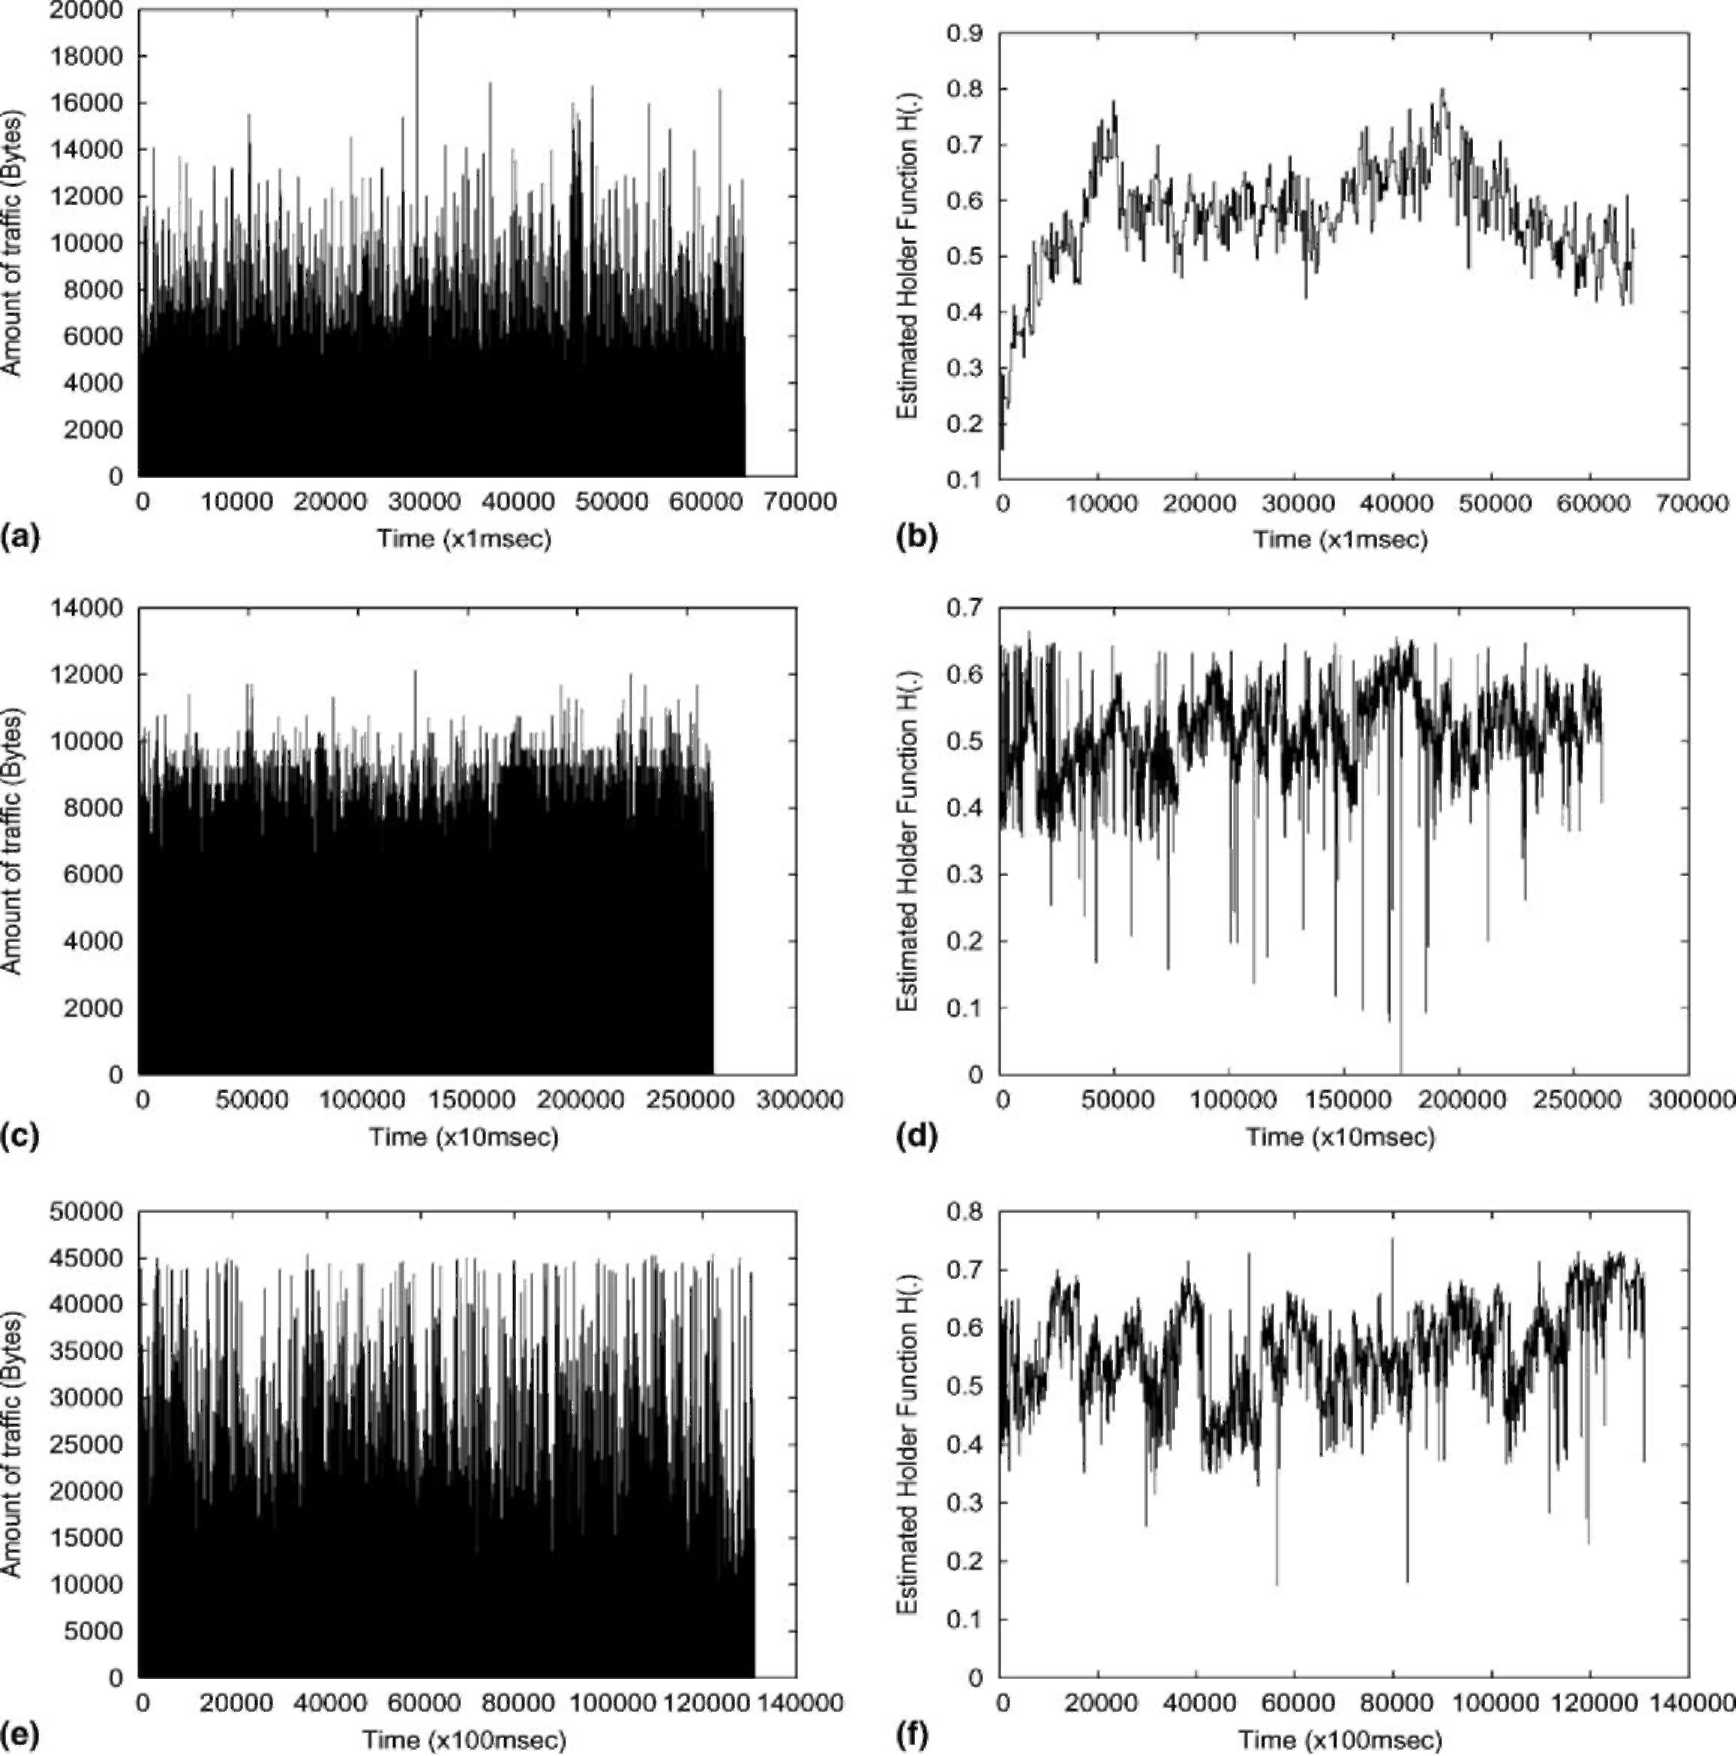 20000
18000
16000
14000
12000
10000
8000
6000
4000
2000
0
Amount of traffic (Bytes)
0 10000 20000 30000 40000 50000 60000 70000
Time (x1msec)
(a)
0.9
0.8
0.7
0.6
0.5
0.4
0.3
0.2
0.1
Estimated Holder Function H(.)
0 10000 20000 30000 40000 50000 60000 70000
Time (x1msec)
(b)
14000
12000
10000
8000
6000
4000
2000
0
Amount of traffic (Bytes)
0 50000 100000 150000 200000 250000 300000
Time (x10msec)
(c)
0.7
0.6
0.5
0.4
0.3
0.2
0.1
0
Estimated Holder Function H(.)
0 50000 100000 150000 200000 250000 300000
Time (x10msec)
(d)
50000
45000
40000
35000
30000
25000
20000
15000
10000
5000
0
Amount of traffic (Bytes)
0 20000 40000 60000 80000 100000 120000 140000
Time (x100msec)
(e)
0.8
0.7
0.6
0.5
0.4
0.3
0.2
0.1
0
Estimated Holder Function H(.)
0 20000 40000 60000 80000 100000 120000 140000
Time (x100msec)
(f)